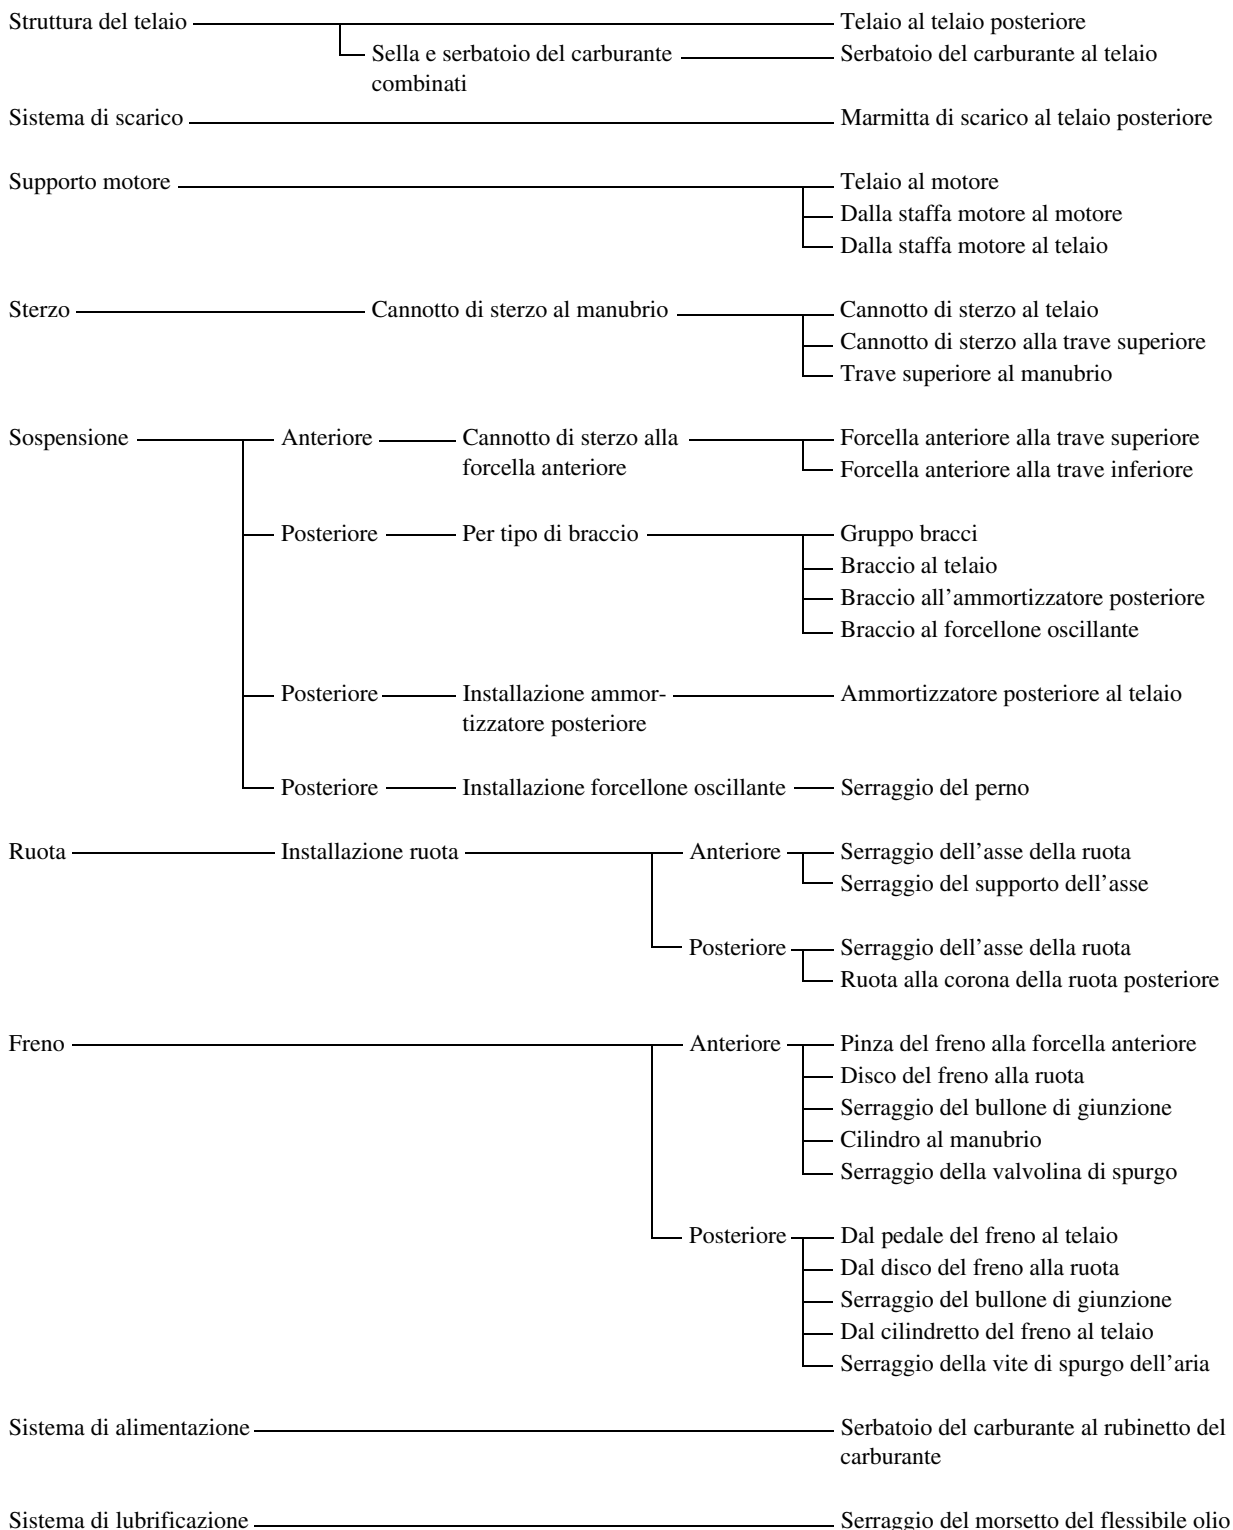 Struttura del telaio Telaio al telaio posteriore
Sella e serbatoio del carburante Serbatoio del carburante al telaio
combinati
Sistema di scarico Marmitta di scarico al telaio posteriore
Supporto motore Telaio al motore
Dalla staffa motore al motore
Dalla staffa motore al telaio
Sterzo Cannotto di sterzo al manubrio Cannotto di sterzo al telaio
Cannotto di sterzo alla trave superiore
Trave superiore al manubrio
Sospensione Anteriore Cannotto di sterzo alla Forcella anteriore alla trave superiore
forcella anteriore Forcella anteriore alla trave inferiore
Posteriore Per tipo di braccio Gruppo bracci
Braccio al telaio
Braccio all'ammortizzatore posteriore
Braccio al forcellone oscillante
Posteriore Installazione ammor- Ammortizzatore posteriore al telaio
tizzatore posteriore
Posteriore Installazione forcellone oscillante Serraggio del perno
Ruota Installazione ruota Anteriore Serraggio dell'asse della ruota
Serraggio del supporto dell'asse
Posteriore Serraggio dell'asse della ruota
Ruota alla corona della ruota posteriore
Freno Anteriore Pinza del freno alla forcella anteriore
Disco del freno alla ruota
Serraggio del bullone di giunzione
Cilindro al manubrio
Serraggio della valvolina di spurgo
Posteriore Dal pedale del freno al telaio
Dal disco del freno alla ruota
Serraggio del bullone di giunzione
Dal cilindretto del freno al telaio
Serraggio della vite di spurgo dell'aria
Sistema di alimentazione Serbatoio del carburante al rubinetto del
carburante
Sistema di lubrificazione Serraggio del morsetto del flessibile olio